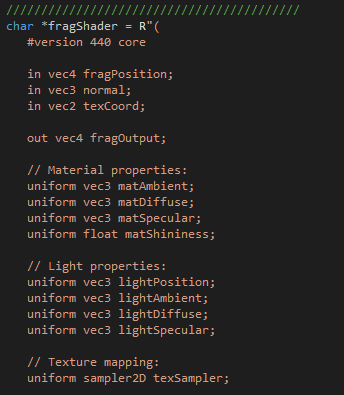 //////////////////////////////////////////
char *fragShader = R"(
#version 440 core
in vec4 fragPosition;
in vec3 normal;
in vec2 texCoord;
out vec4 fragOutput;
// Material properties:
uniform vec3 matAmbient;
uniform vec3 matDiffuse;
uniform vec3 matSpecular;
uniform float matShininess;
// Light properties:
uniform vec3 lightPosition;
uniform vec3 lightAmbient;
uniform vec3 lightDiffuse;
uniform vec3 lightSpecular;
// Texture mapping:
uniform sampler2D texSampler;